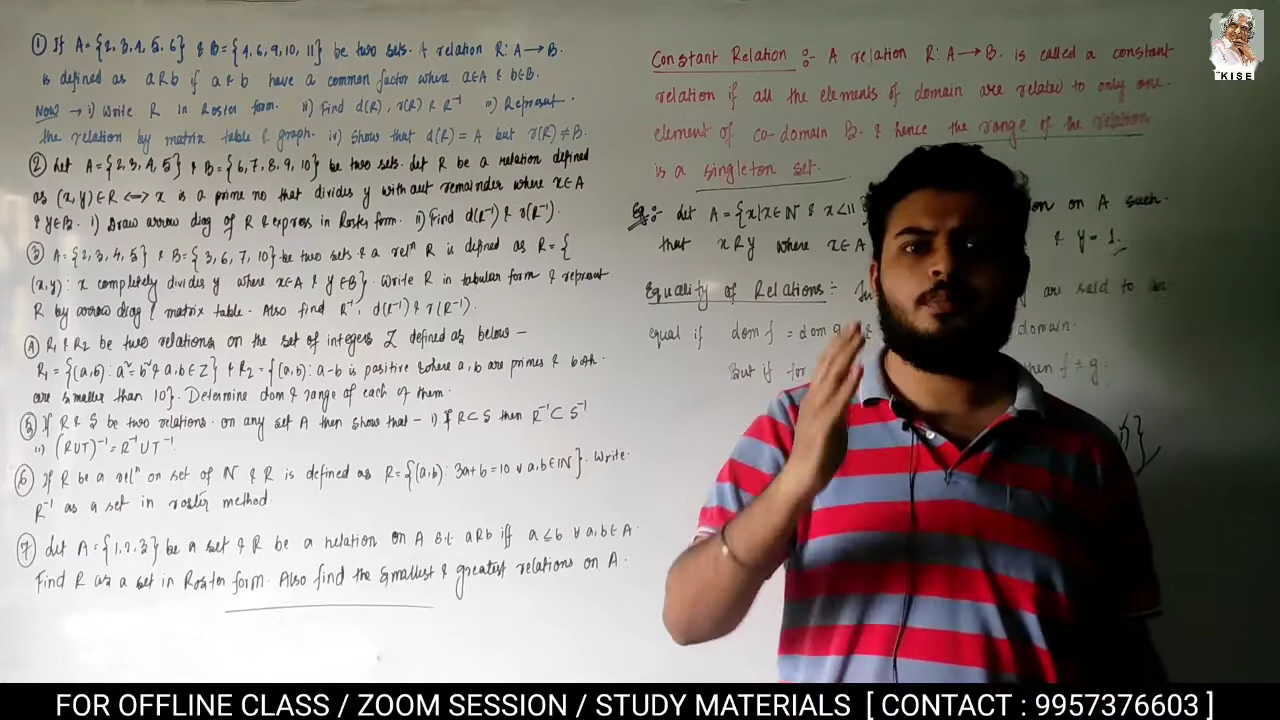 ① If A = {2, 3, 4, 5, 6} & B = {4, 6, 9, 10, 11} be two sets. A relation R: A → B.
is defined as aRb if a & b have a common factor where a∈A & b∈B.
Now → i) Write R in Roster form. ii) Find d(R), r(R) & R⁻¹ iii) Represent
the relation by matrix table & graph. iv) Show that d(R) = A but r(R) ≠ B.
② Let A = {2, 3, 4, 5} & B = {6, 7, 8, 9, 10} be two sets. Let R be a relation defined
as (x, y) ∈ R <=> x is a prime no that divides y without remainder where x∈A
& y∈B. i) Draw arrow diag of R & express in Roster form. ii) Find d(R⁻¹) & r(R⁻¹).
③ A = {2, 3, 4, 5} & B = {3, 6, 7, 10} be two sets & a relⁿ R is defined as R = {
(x, y): x completely divides y where x∈A & y∈B}. Write R in tabular form & represent
R by arrow diag & matrix table. Also find R⁻¹, d(R⁻¹) & r(R⁻¹).
④ R₁ & R₂ be two relations on the set of integers Z defined as below –
R₁ = {(a, b): a² = b² & a, b ∈ Z} & R₂ = {(a, b): a-b is positive where a, b are primes & both
are smaller than 10}. Determine dom & range of each of them.
⑤ If R & S be two relations on any set A then show that – i) If R ⊂ S then R⁻¹ ⊂ S⁻¹
ii) (RUT)⁻¹ = R⁻¹ U T⁻¹.
⑥ If R be a relⁿ on set of N & R is defined as R = {(a, b): 3a+b = 10 ∀ a, b ∈ N}. Write
R⁻¹ as a set in roster method
⑦ Let A = {1, 2, 3} be a set & R be a relation on A s.t aRb iff a ≤ b ∀ a, b ∈ A.
Find R as a set in Roster form. Also find the smallest & greatest relations on A.
Constant Relation :- A relation R: A → B. is called a constant
relation if all the elements of domain are related to only one
element of co-domain B. & hence the range of the relation
is a singleton set.
Eg:- Let A = {x|x ∈ N & x < 11 on on A such
that x R y where x∈A & y = 1.
Equality of Relations :- are said to be
equal if dom f = dom g & domain.
But if for then f ≠ g.
KISE
FOR OFFLINE CLASS / ZOOM SESSION / STUDY MATERIALS [ CONTACT : 9957376603 ]